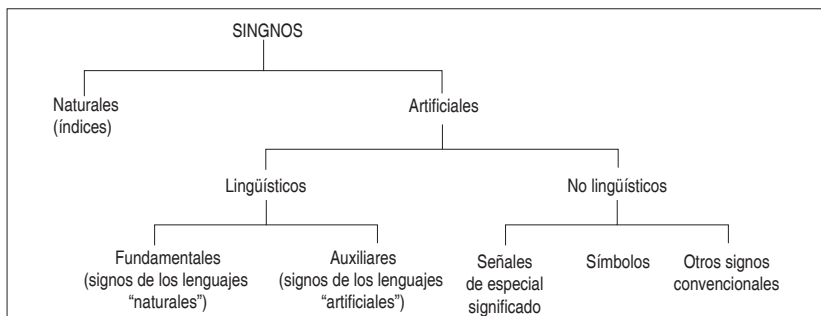 SINGNOS
Naturales
(índices)
Artificiales
Lingüísticos
No lingüísticos
Fundamentales
(signos de los lenguajes
“naturales”)
Auxiliares
(signos de los lenguajes
“artificiales”)
Señales
de especial
significado
Símbolos
Otros signos
convencionales